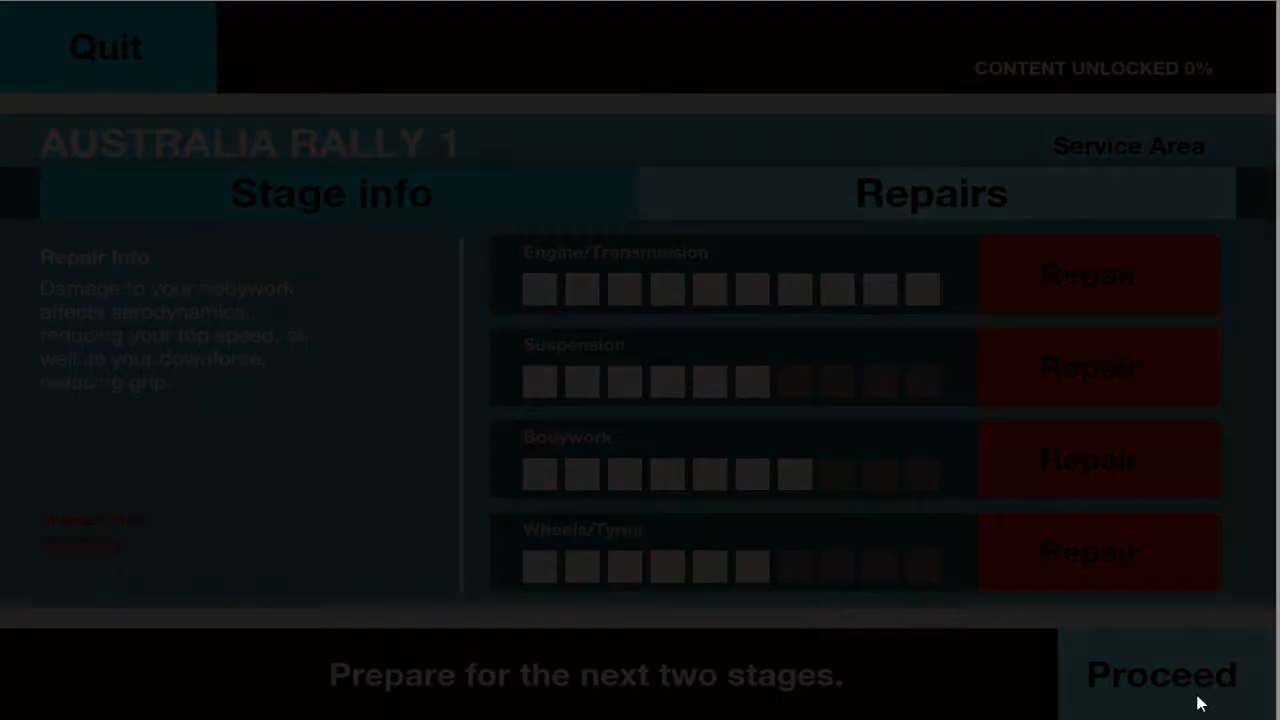 Quit
CONTENT UNLOCKED 0%
AUSTRALIA RALLY 1
Service Area
Stage info
Repairs
Repair Info
Damage to your bodywork
affects aerodynamics,
reducing your top speed, as
well as your downforce,
reducing grip.
Engine/Transmission
Repair
Suspension
Repair
Bodywork
Repair
Wheels/Tyres
Repair
Prepare for the next two stages.
Proceed